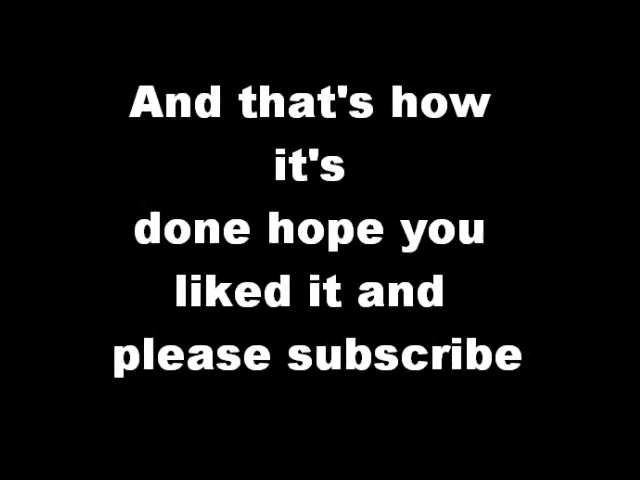 And that's how
it's
done hope you
liked it and
please subscribe